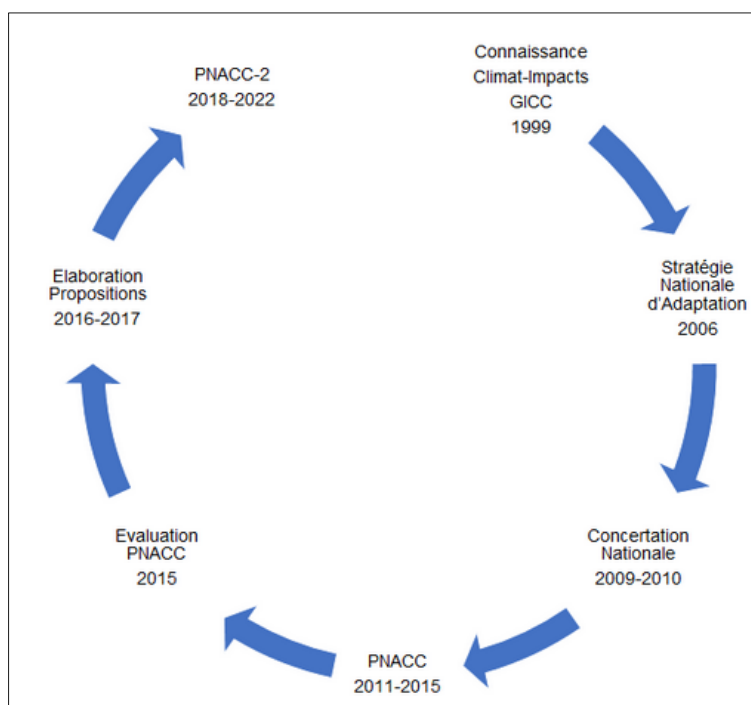 Connaissance
Climat-Impacts
GICC
1999
Stratégie
Nationale
d'Adaptation
2006
Concertation
Nationale
2009-2010
PNACC
2011-2015
Evaluation
PNACC
2015
Elaboration
Propositions
2016-2017
PNACC-2
2018-2022